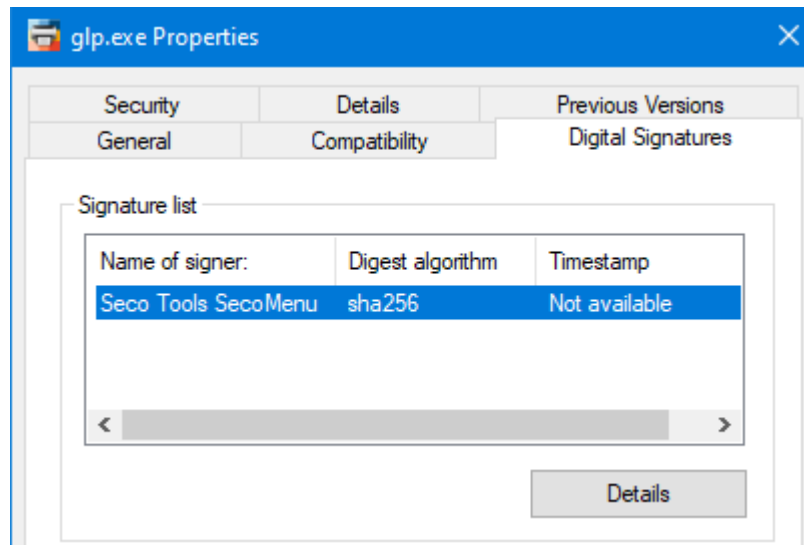 glp.exe Properties
Security Details Previous Versions
General Compatibility Digital Signatures
Signature list
Name of signer: Digest algorithm Timestamp
Seco Tools SecoMenu sha256 Not available
Details